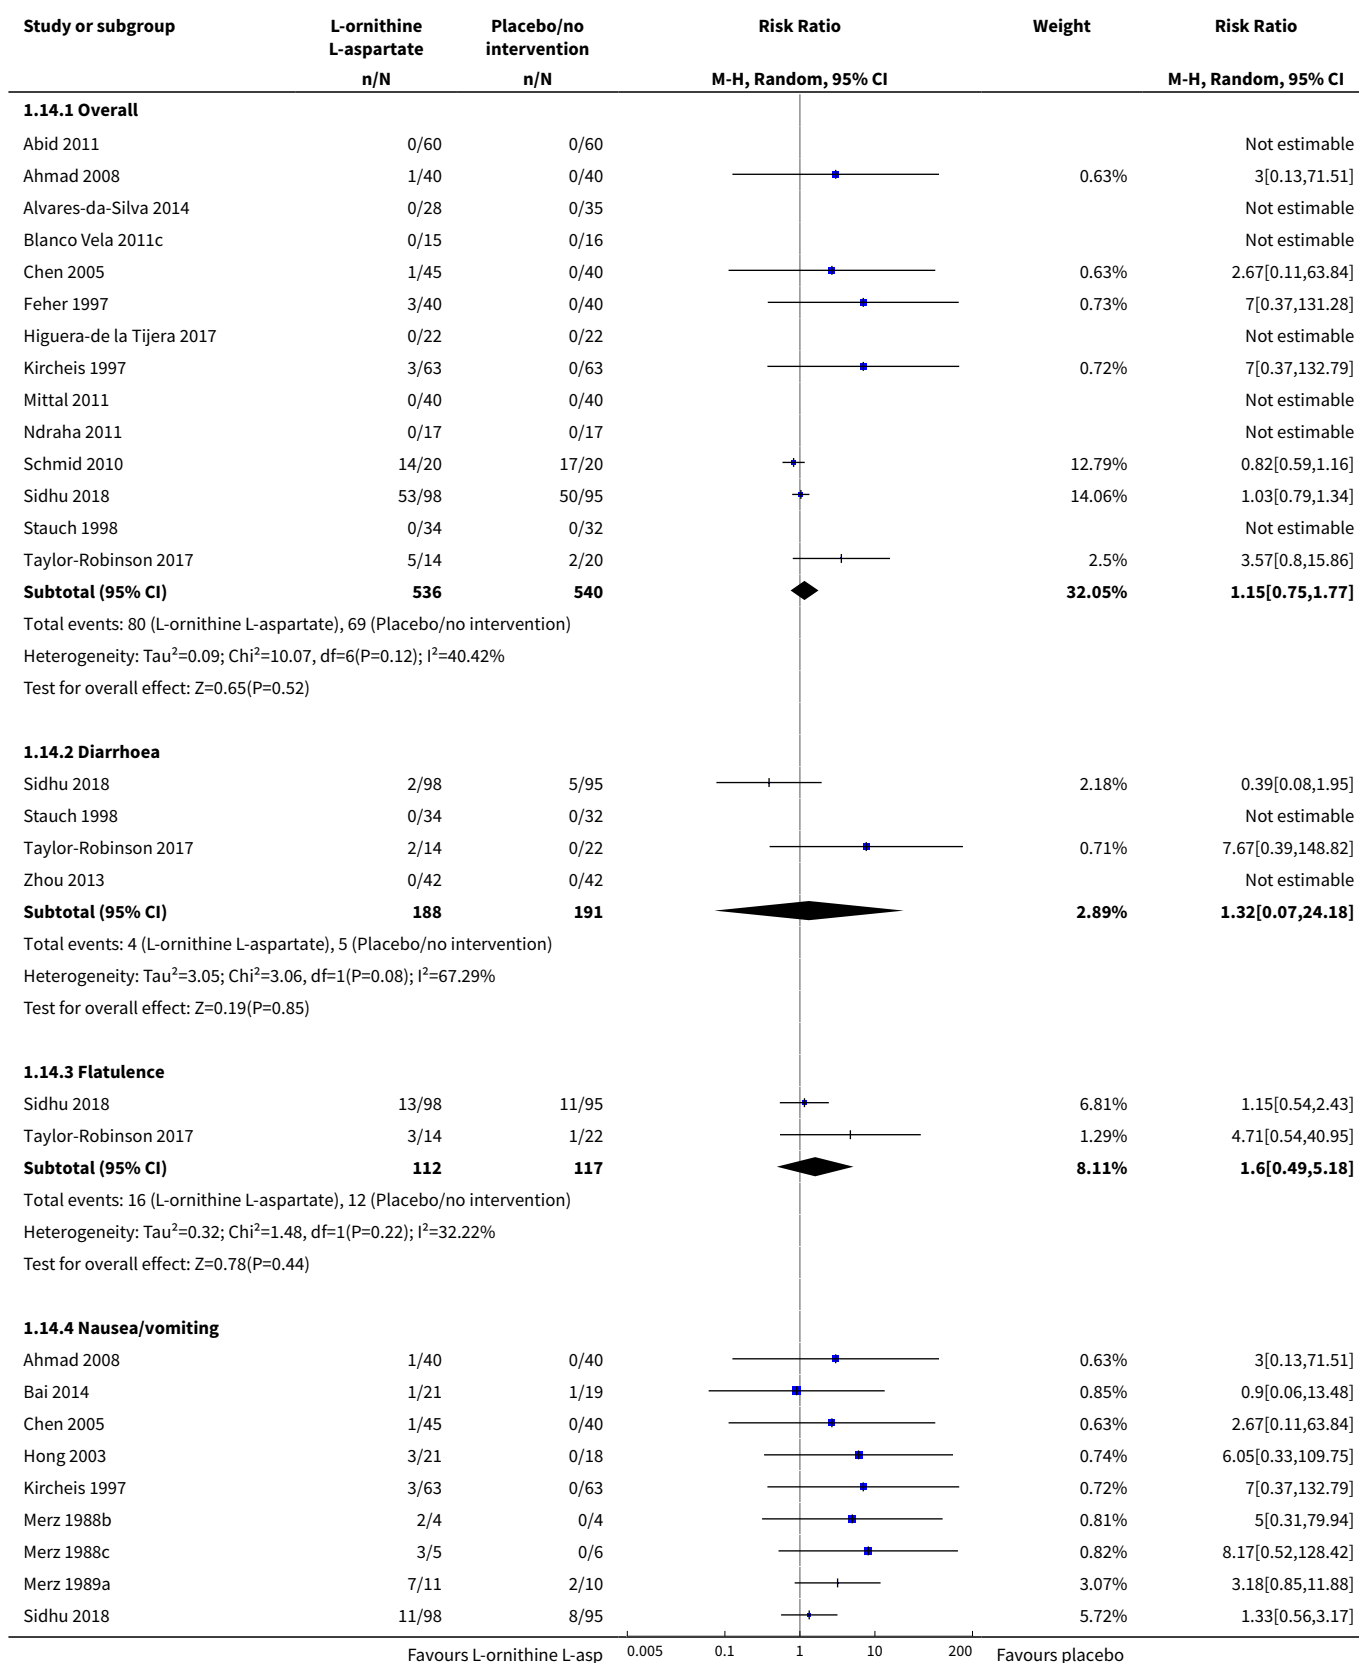 Study or subgroup L-ornithine L-aspartate Placebo/no intervention Risk Ratio Weight Risk Ratio
n/N n/N M-H, Random, 95% CI M-H, Random, 95% CI
1.14.1 Overall
Abid 2011 0/60 0/60 Not estimable
Ahmad 2008 1/40 0/40 0.63% 3[0.13,71.51]
Alvares-da-Silva 2014 0/28 0/35 Not estimable
Blanco Vela 2011c 0/15 0/16 Not estimable
Chen 2005 1/45 0/40 0.63% 2.67[0.11,63.84]
Feher 1997 3/40 0/40 0.73% 7[0.37,131.28]
Higuera-de la Tijera 2017 0/22 0/22 Not estimable
Kircheis 1997 3/63 0/63 0.72% 7[0.37,132.79]
Mittal 2011 0/40 0/40 Not estimable
Ndraha 2011 0/17 0/17 Not estimable
Schmid 2010 14/20 17/20 12.79% 0.82[0.59,1.16]
Sidhu 2018 53/98 50/95 14.06% 1.03[0.79,1.34]
Stauch 1998 0/34 0/32 Not estimable
Taylor-Robinson 2017 5/14 2/20 2.5% 3.57[0.8,15.86]
Subtotal (95% CI) 536 540 32.05% 1.15[0.75,1.77]
Total events: 80 (L-ornithine L-aspartate), 69 (Placebo/no intervention)
Heterogeneity: Tau²=0.09; Chi²=10.07, df=6(P=0.12); I²=40.42%
Test for overall effect: Z=0.65(P=0.52)
1.14.2 Diarrhoea
Sidhu 2018 2/98 5/95 2.18% 0.39[0.08,1.95]
Stauch 1998 0/34 0/32 Not estimable
Taylor-Robinson 2017 2/14 0/22 0.71% 7.67[0.39,148.82]
Zhou 2013 0/42 0/42 Not estimable
Subtotal (95% CI) 188 191 2.89% 1.32[0.07,24.18]
Total events: 4 (L-ornithine L-aspartate), 5 (Placebo/no intervention)
Heterogeneity: Tau²=3.05; Chi²=3.06, df=1(P=0.08); I²=67.29%
Test for overall effect: Z=0.19(P=0.85)
1.14.3 Flatulence
Sidhu 2018 13/98 11/95 6.81% 1.15[0.54,2.43]
Taylor-Robinson 2017 3/14 1/22 1.29% 4.71[0.54,40.95]
Subtotal (95% CI) 112 117 8.11% 1.6[0.49,5.18]
Total events: 16 (L-ornithine L-aspartate), 12 (Placebo/no intervention)
Heterogeneity: Tau²=0.32; Chi²=1.48, df=1(P=0.22); I²=32.22%
Test for overall effect: Z=0.78(P=0.44)
1.14.4 Nausea/vomiting
Ahmad 2008 1/40 0/40 0.63% 3[0.13,71.51]
Bai 2014 1/21 1/19 0.85% 0.9[0.06,13.48]
Chen 2005 1/45 0/40 0.63% 2.67[0.11,63.84]
Hong 2003 3/21 0/18 0.74% 6.05[0.33,109.75]
Kircheis 1997 3/63 0/63 0.72% 7[0.37,132.79]
Merz 1988b 2/4 0/4 0.81% 5[0.31,79.94]
Merz 1988c 3/5 0/6 0.82% 8.17[0.52,128.42]
Merz 1989a 7/11 2/10 3.07% 3.18[0.85,11.88]
Sidhu 2018 11/98 8/95 5.72% 1.33[0.56,3.17]
Favours L-ornithine L-asp 0.005 0.1 1 10 200 Favours placebo